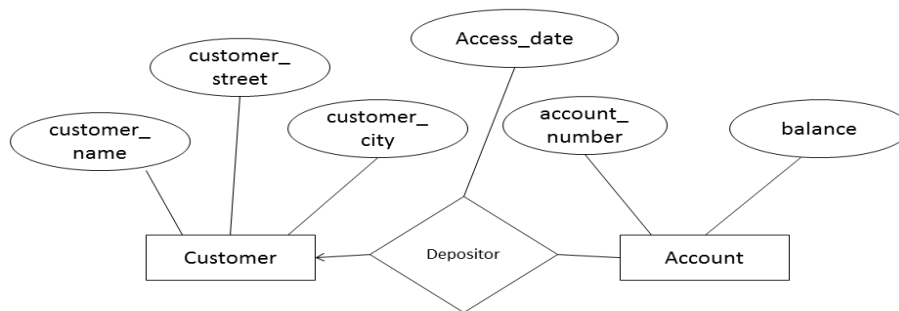 Access_date
customer_
street
customer_
name
customer_
city
account_
number
balance
Customer
Depositor
Account